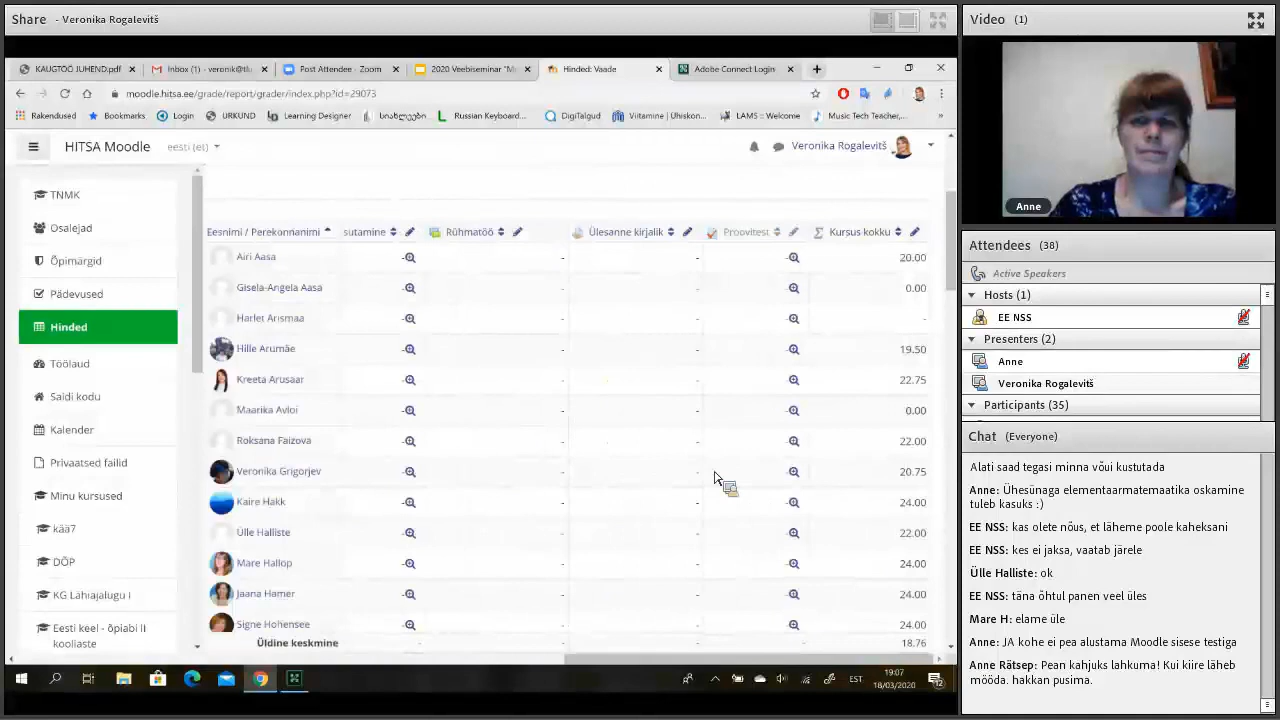 Share - Veronika Rogalevitš
KAUGTÖÖ JUHEND.pdf
Inbox (1) - veronik@tlu
Post Attendee - Zoom
2020 Veebiseminar "M
Hinded: Vaade
Adobe Connect Login
moodle.hitsa.ee/grade/report/grader/index.php?id=29073
Rakendused
Bookmarks
Login
URKUND
Learning Designer
სიახლეები
Russian Keyboard...
DigiTalgud
Viitamine | Ühiskon...
LAMS :: Welcome
Music Tech Teacher,...
HITSA Moodle
eesti (et)
Veronika Rogalevitš
TNMK
Osalejad
Õpimärgid
Pädevused
Hinded
Töölaud
Saidi kodu
Kalender
Privaatsed failid
Minu kursused
kää7
DÕP
KG Lähiajalugu I
Eesti keel - õpiabi II
kooliaste
Eesnimi / Perekonnanimi sutamine Rühmatöö Ülesanne kirjalik Proovitest Kursus kokku
Airi Aasa - - - - 20.00
Gisela-Angela Aasa - - - - 0.00
Harlet Arismaa - - - - -
Hille Arumäe - - - - 19.50
Kreeta Arusaar - - - - 22.75
Maarika Avloi - - - - 0.00
Roksana Faizova - - - - 22.00
Veronika Grigorjev - - - - 20.75
Kaire Hakk - - - - 24.00
Ülle Halliste - - - - 22.00
Mare Hallop - - - - 24.00
Jaana Hamer - - - - 24.00
Signe Hohensee - - - - 24.00
Üldine keskmine - - - - 18.76
EST
19:07
18/03/2020
12
Video (1)
Anne
Attendees (38)
Active Speakers
Hosts (1)
EE NSS
Presenters (2)
Anne
Veronika Rogalevitš
Participants (35)
Chat (Everyone)
Alati saad tegasi minna võui kustutada
Anne: Ühesünaga elementaarmatemaatika oskamine
tuleb kasuks :)
EE NSS: kas olete nõus, et läheme poole kaheksani
EE NSS: kes ei jaksa, vaatab järele
Ülle Halliste: ok
EE NSS: täna õhtul panen veel üles
Mare H: elame üle
Anne: JA kohe ei pea alustama Moodle sisese testiga
Anne Rätsep: Pean kahjuks lahkuma! Kui kiire läheb
mööda. hakkan pusima.